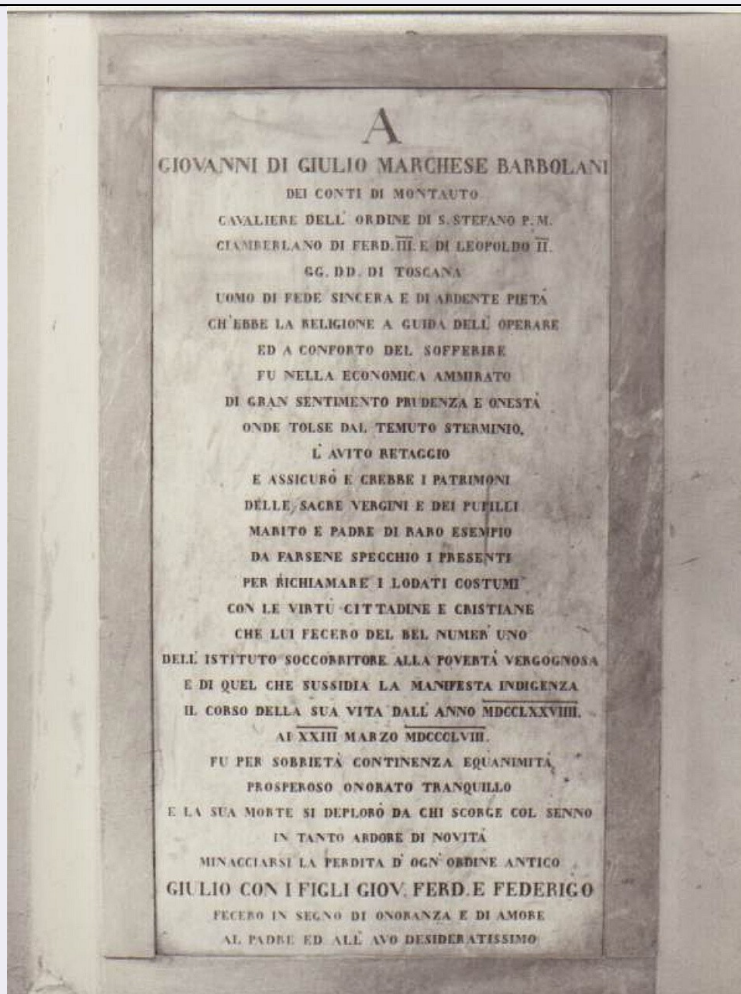 A
GIOVANNI DI GIULIO MARCHESE BARBOLANI
DEI CONTI DI MONTAUTO
CAVALIERE DELL' ORDINE DI S. STEFANO P. M.
CIAMBERLANO DI FERD. III. E DI LEOPOLDO II.
GG. DD. DI TOSCANA
UOMO DI FEDE SINCERA E DI ARDENTE PIETÀ
CH' EBBE LA RELIGIONE A GUIDA DELL' OPERARE
ED A CONFORTO DEL SOFFERIRE
FU NELLA ECONOMICA AMMIRATO
DI GRAN SENTIMENTO PRUDENZA E ONESTÀ
ONDE TOLSE DAL TEMUTO STERMINIO,
L' AVITO RETAGGIO
E ASSICURÒ E CREBBE I PATRIMONI
DELLE SACRE VERGINI E DEI PUPILLI
MARITO E PADRE DI RARO ESEMPIO
DA FARSENE SPECCHIO I PRESENTI
PER RICHIAMARE I LODATI COSTUMI
CON LE VIRTÙ CITTADINE E CRISTIANE
CHE LUI FECERO DEL BEL NUMER' UNO
DELL' ISTITUTO SOCCORRITORE ALLA POVERTÀ VERGOGNOSA
E DI QUEL CHE SUSSIDIA LA MANIFESTA INDIGENZA
IL CORSO DELLA SUA VITA DALL' ANNO MDCCLXXVIIII.
AI XXIII MARZO MDCCCLVIII.
FU PER SOBRIETÀ CONTINENZA EQUANIMITÀ
PROSPEROSO ONORATO TRANQUILLO
E LA SUA MORTE SI DEPLORÒ DA CHI SCORGE COL SENNO
IN TANTO ARDORE DI NOVITÀ
MINACCIARSI LA PERDITA D' OGN' ORDINE ANTICO
GIULIO CON I FIGLI GIOV. FERD. E FEDERIGO
FECERO IN SEGNO DI ONORANZA E DI AMORE
AL PADRE ED ALL' AVO DESIDERATISSIMO